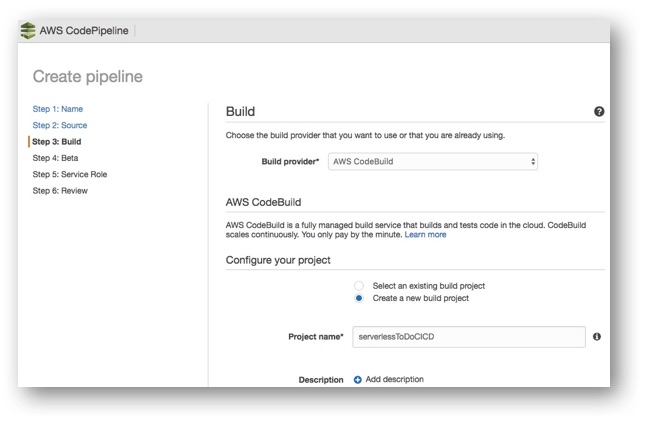 AWS CodePipeline
Create pipeline
Step 1: Name
Step 2: Source
Step 3: Build
Step 4: Beta
Step 5: Service Role
Step 6: Review
Build
?
Choose the build provider that you want to use or that you are already using.
Build provider* AWS CodeBuild
AWS CodeBuild
AWS CodeBuild is a fully managed build service that builds and tests code in the cloud. CodeBuild
scales continuously. You only pay by the minute. Learn more
Configure your project
Select an existing build project
Create a new build project
Project name* serverlessToDoCICD
Description Add description